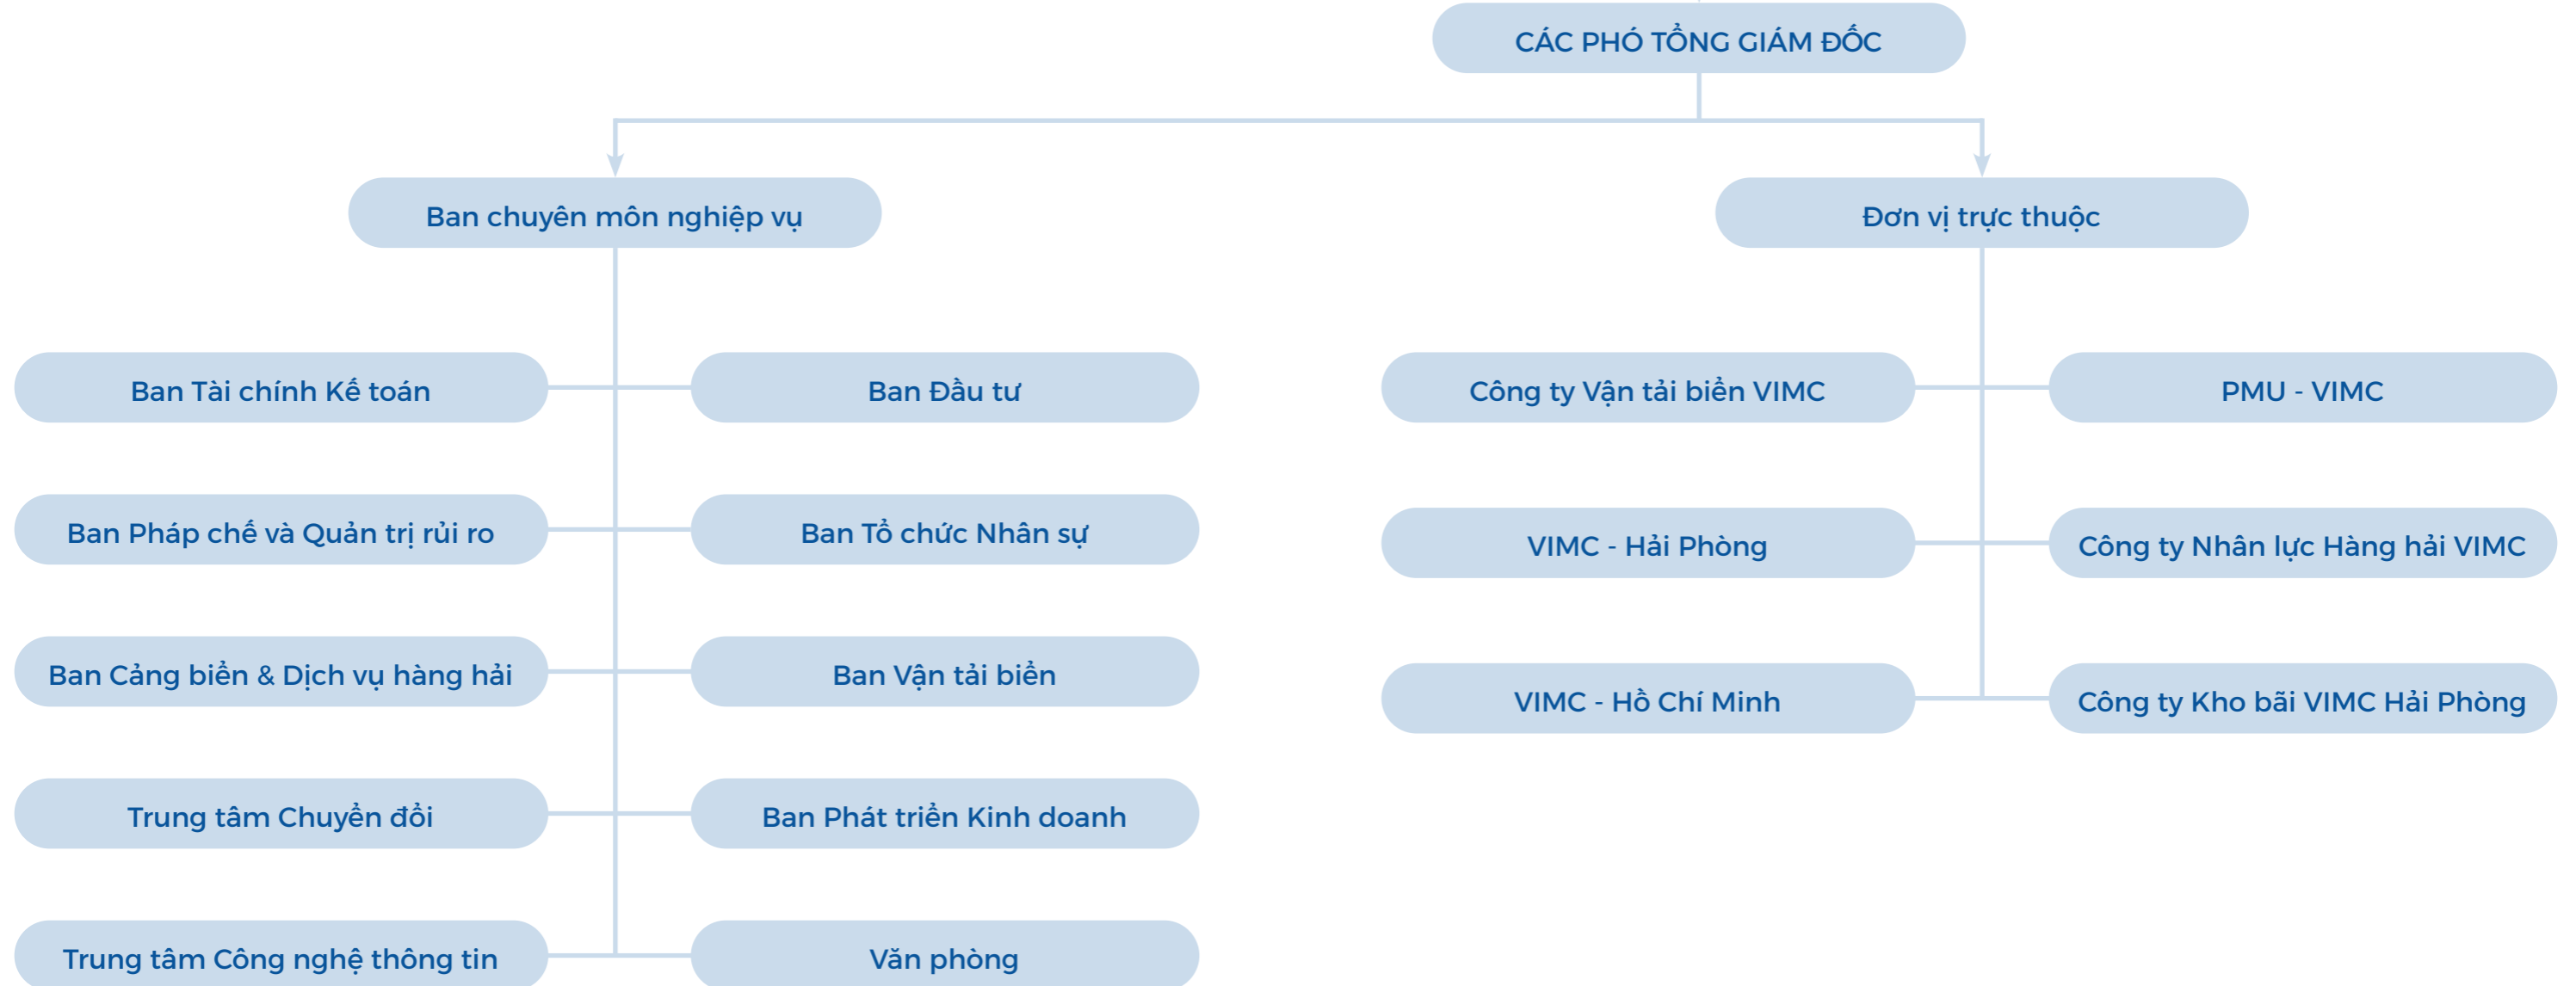 CÁC PHÓ TỔNG GIÁM ĐỐC
Ban chuyên môn nghiệp vụ
Đơn vị trực thuộc
Ban Tài chính Kế toán
Ban Đầu tư
Công ty Vận tải biển VIMC
PMU - VIMC
Ban Pháp chế và Quản trị rủi ro
Ban Tổ chức Nhân sự
VIMC - Hải Phòng
Công ty Nhân lực Hàng hải VIMC
Ban Cảng biển & Dịch vụ hàng hải
Ban Vận tải biển
VIMC - Hồ Chí Minh
Công ty Kho bãi VIMC Hải Phòng
Trung tâm Chuyển đổi
Ban Phát triển Kinh doanh
Trung tâm Công nghệ thông tin
Văn phòng